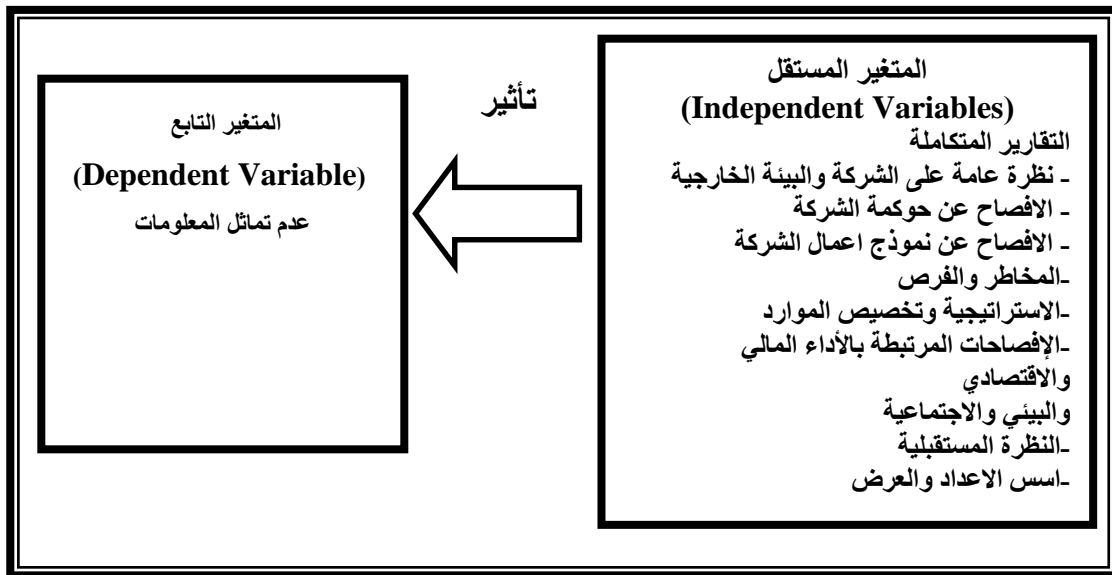 المتغير المستقل
(Independent Variables)
التقارير المتكاملة
- نظرة عامة على الشركة والبيئة الخارجية
- الافصاح عن حوكمة الشركة
- الافصاح عن نموذج اعمال الشركة
-المخاطر والفرص
-الاستراتيجية وتخصيص الموارد
-الإفصاحات المرتبطة بالأداء المالي
والاقتصادي
والبيئي والاجتماعية
-النظرة المستقبلية
-اسس الاعداد والعرض
تأثير
المتغير التابع
(Dependent Variable)
عدم تماثل المعلومات